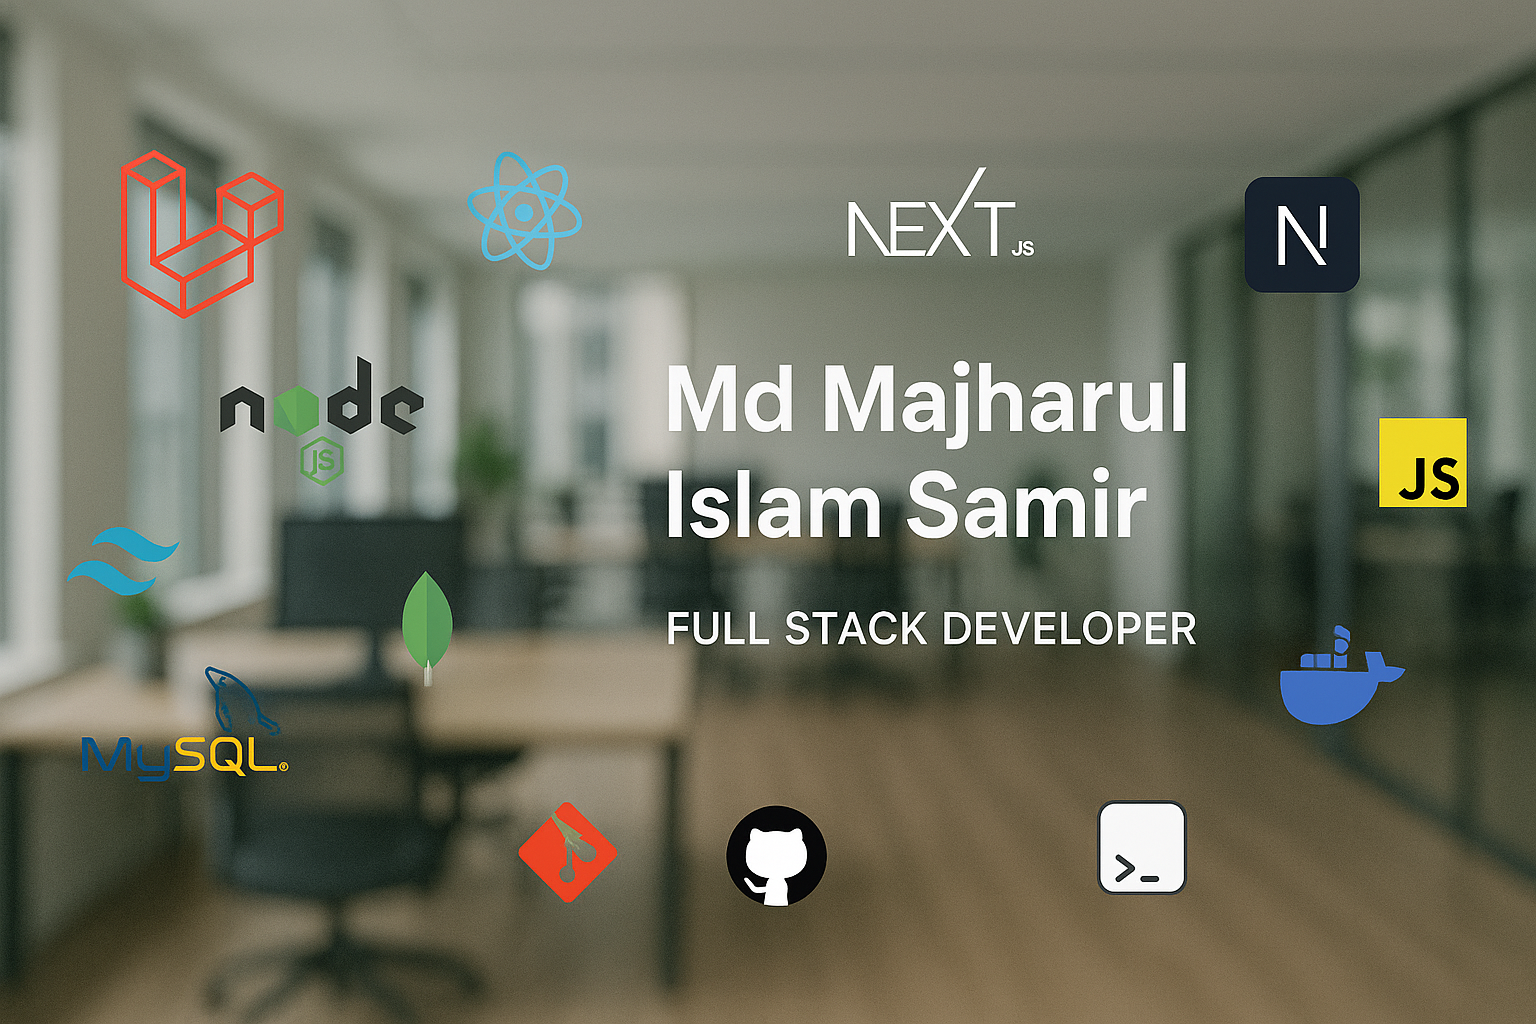 NEXT.JS
N
node
JS
Md Majharul
Islam Samir
JS
FULL STACK DEVELOPER
MySQL®
>_